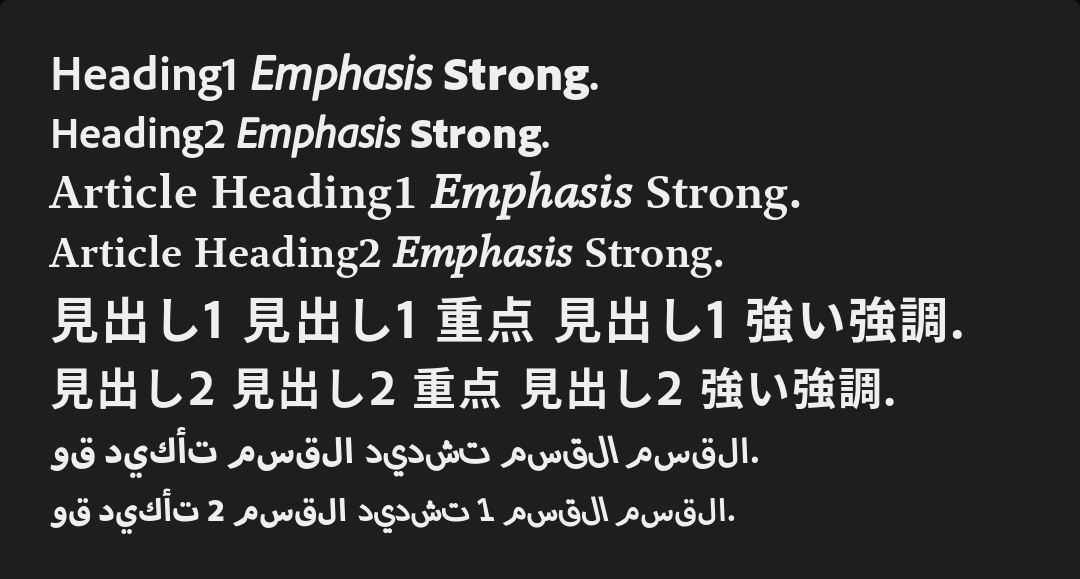 Heading1 Emphasis Strong.
Heading2 Emphasis Strong.
Article Heading1 Emphasis Strong.
Article Heading2 Emphasis Strong.
見出し1 見出し1 重点 見出し1 強い強調.
見出し2 見出し2 重点 見出し2 強い強調.
القسم القسم تشديد القسم تأكيد قو.
القسم القسم 1 تشديد القسم 2 تأكيد قو.